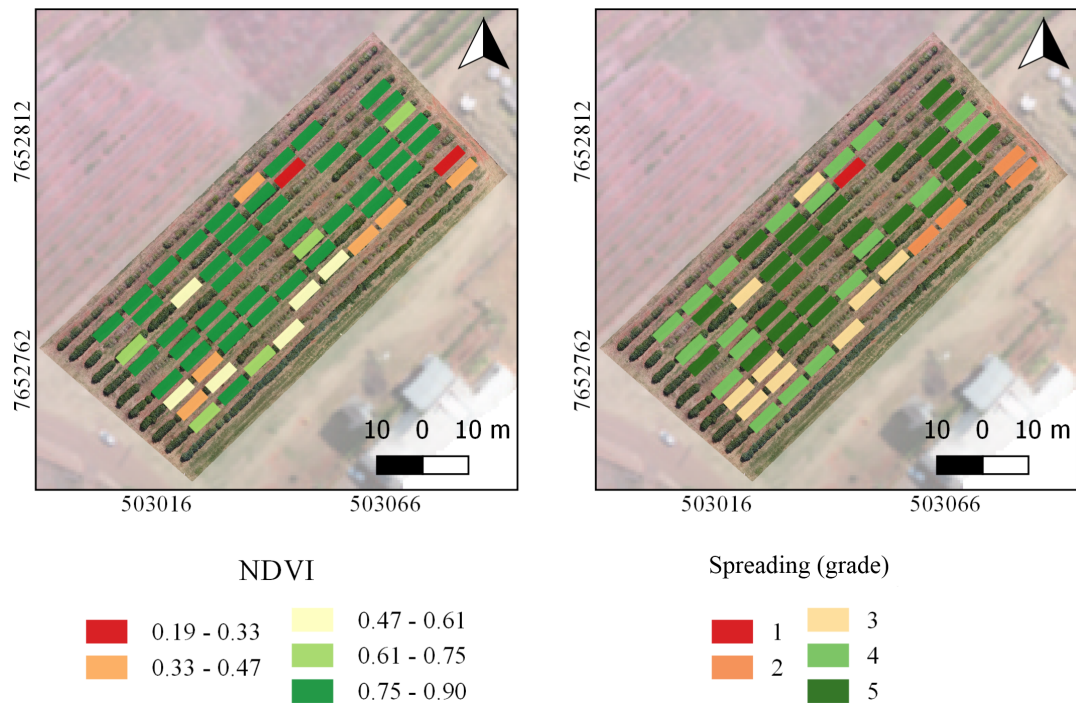 7652812
7652762
10 0 10 m
503016 503066
7652812
7652762
10 0 10 m
503016 503066
NDVI
0.19 - 0.33
0.33 - 0.47
0.47 - 0.61
0.61 - 0.75
0.75 - 0.90
Spreading (grade)
1
2
3
4
5